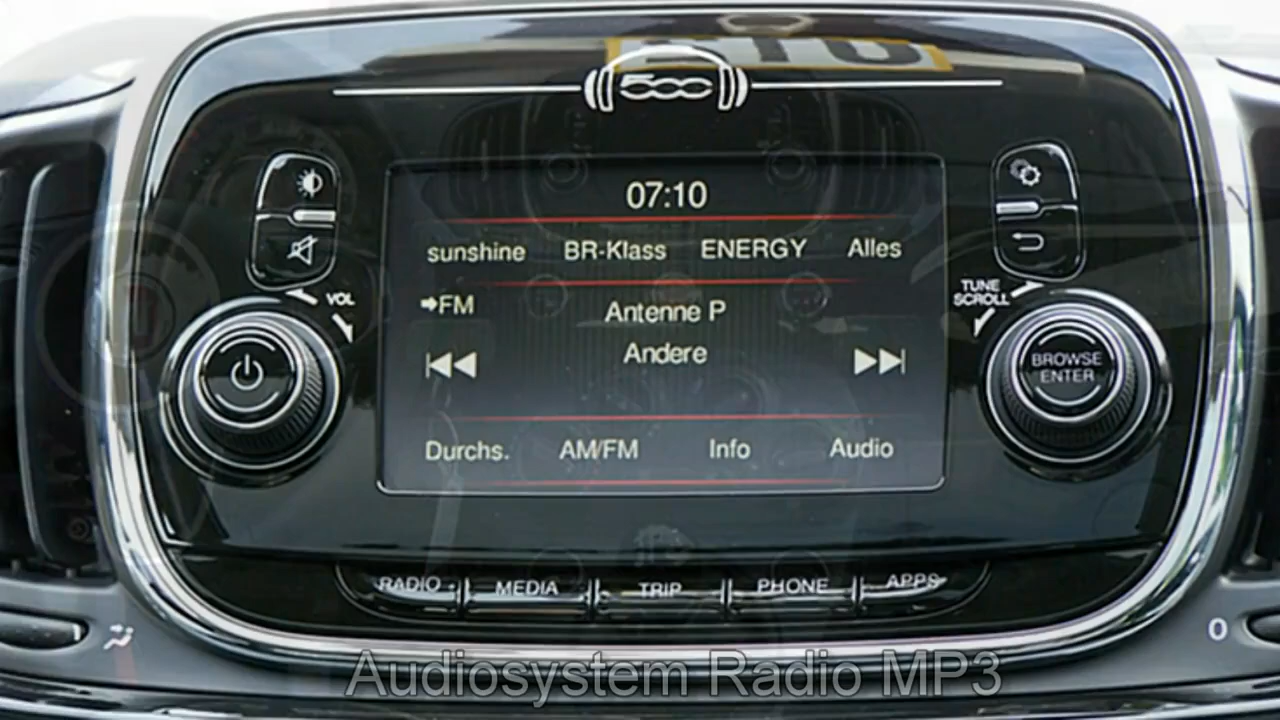 500
07:10
sunshine BR-Klass ENERGY Alles
FM
Antenne P
Andere
VOL
TUNE
SCROLL
BROWSE
ENTER
Durchs. AM/FM Info Audio
RADIO MEDIA TRIP PHONE APPS
0
Audiosystem Radio MP3